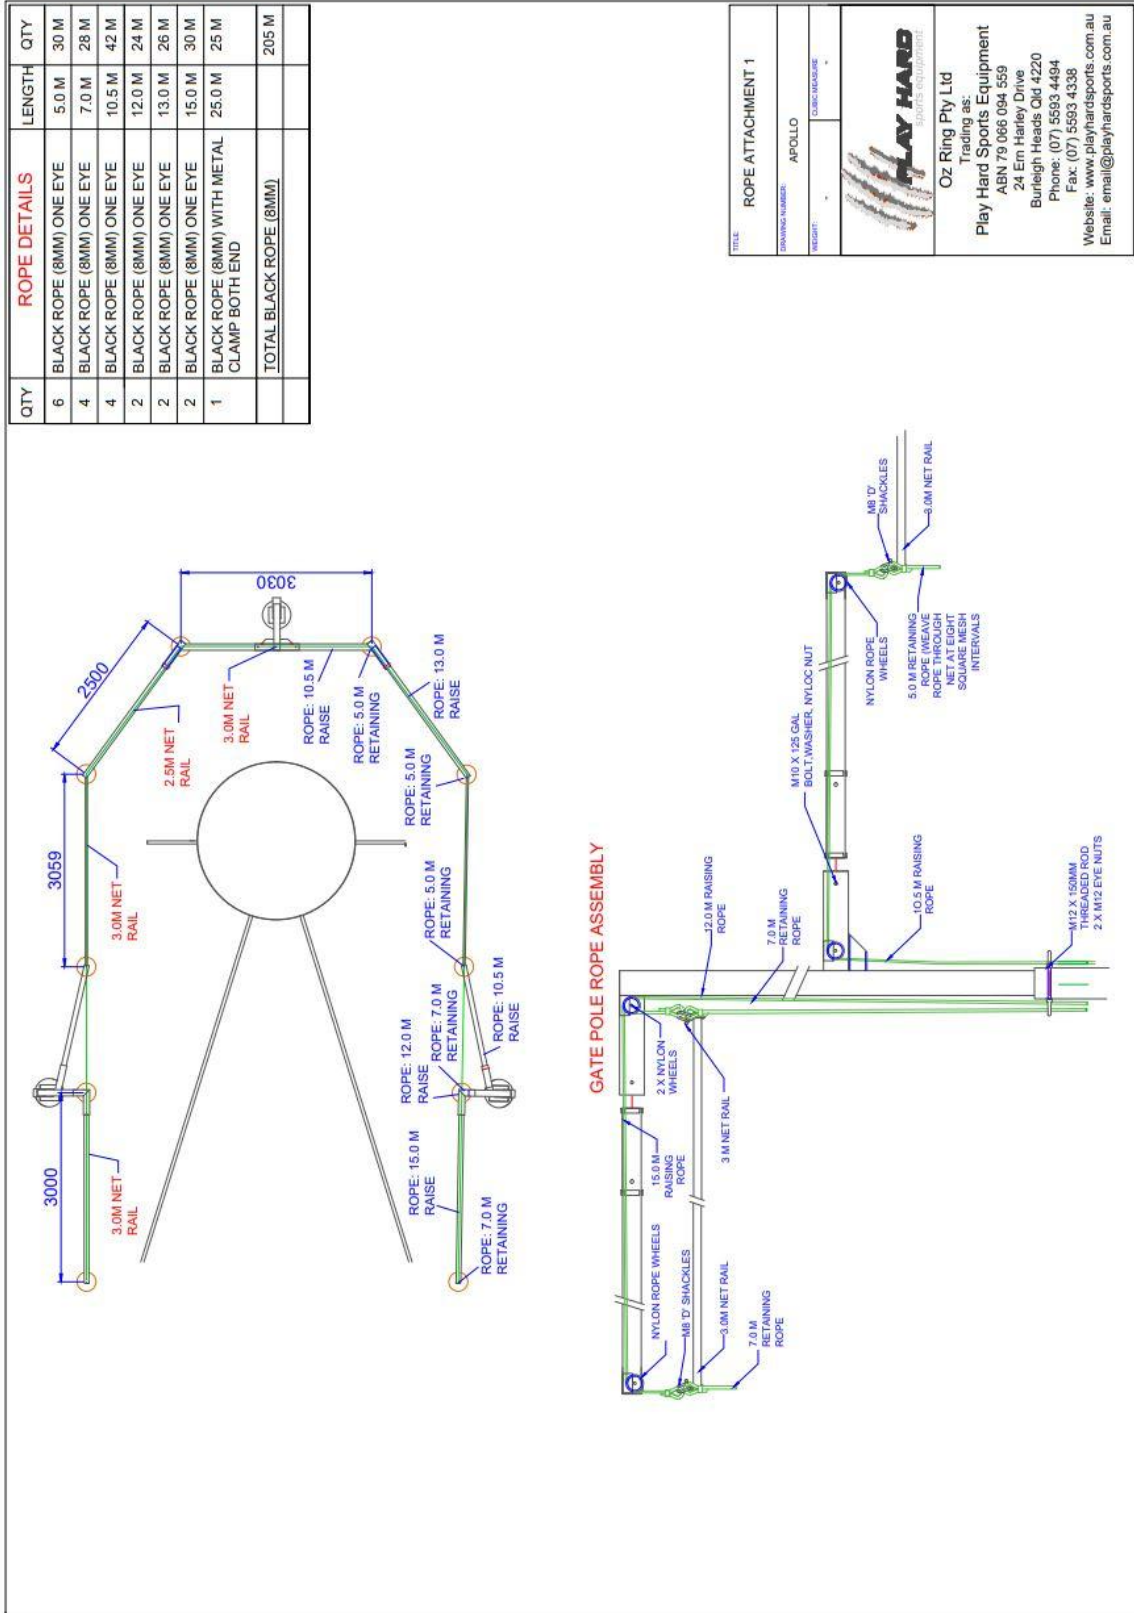 QTY ROPE DETAILS LENGTH QTY
6 BLACK ROPE (8MM) ONE EYE 5.0 M 30 M
4 BLACK ROPE (8MM) ONE EYE 7.0 M 28 M
4 BLACK ROPE (8MM) ONE EYE 10.5 M 42 M
2 BLACK ROPE (8MM) ONE EYE 12.0 M 24 M
2 BLACK ROPE (8MM) ONE EYE 13.0 M 26 M
2 BLACK ROPE (8MM) ONE EYE 15.0 M 30 M
1 BLACK ROPE (8MM) WITH METAL 25.0 M 25 M
CLAMP BOTH END
TOTAL BLACK ROPE (8MM) 205 M
3000
3059
2500
3030
3.0M NET
RAIL
3.0M NET
RAIL
2.5M NET
RAIL
3.0M NET
RAIL
ROPE: 10.5 M
RAISE
ROPE: 5.0 M
RETAINING
ROPE: 13.0 M
RAISE
ROPE: 5.0 M
RETAINING
ROPE: 5.0 M
RETAINING
ROPE: 12.0 M
RAISE
ROPE: 7.0 M
RETAINING
ROPE: 10.5 M
RAISE
ROPE: 15.0 M
RAISE
ROPE: 7.0 M
RETAINING
GATE POLE ROPE ASSEMBLY
NYLON ROPE WHEELS
M8 'D' SHACKLES
3.0M NET RAIL
7.0 M
RETAINING
ROPE
15.0 M
RAISING
ROPE
2 X NYLON
WHEELS
3 M NET RAIL
12.0 M RAISING
ROPE
7.0 M
RETAINING
ROPE
M10 X 125 GAL
BOLT,WASHER, NYLOC NUT
10.5 M RAISING
ROPE
M12 X 150MM
THREADED ROD
2 X M12 EYE NUTS
NYLON ROPE
WHEELS
5.0 M RETAINING
ROPE (WEAVE
ROPE THROUGH
NET AT EIGHT
SQUARE MESH
INTERVALS
M8 'D'
SHACKLES
3.0M NET RAIL
TITLE:
ROPE ATTACHMENT 1
DRAWING NUMBER:
APOLLO
WEIGHT: - CUBIC MEASURE -
PLAY HARD
sports equipment
Oz Ring Pty Ltd
Trading as:
Play Hard Sports Equipment
ABN 79 066 094 559
24 Ern Harley Drive
Burleigh Heads Qld 4220
Phone: (07) 5593 4494
Fax: (07) 5593 4338
Website: www.playhardsports.com.au
Email: email@playhardsports.com.au